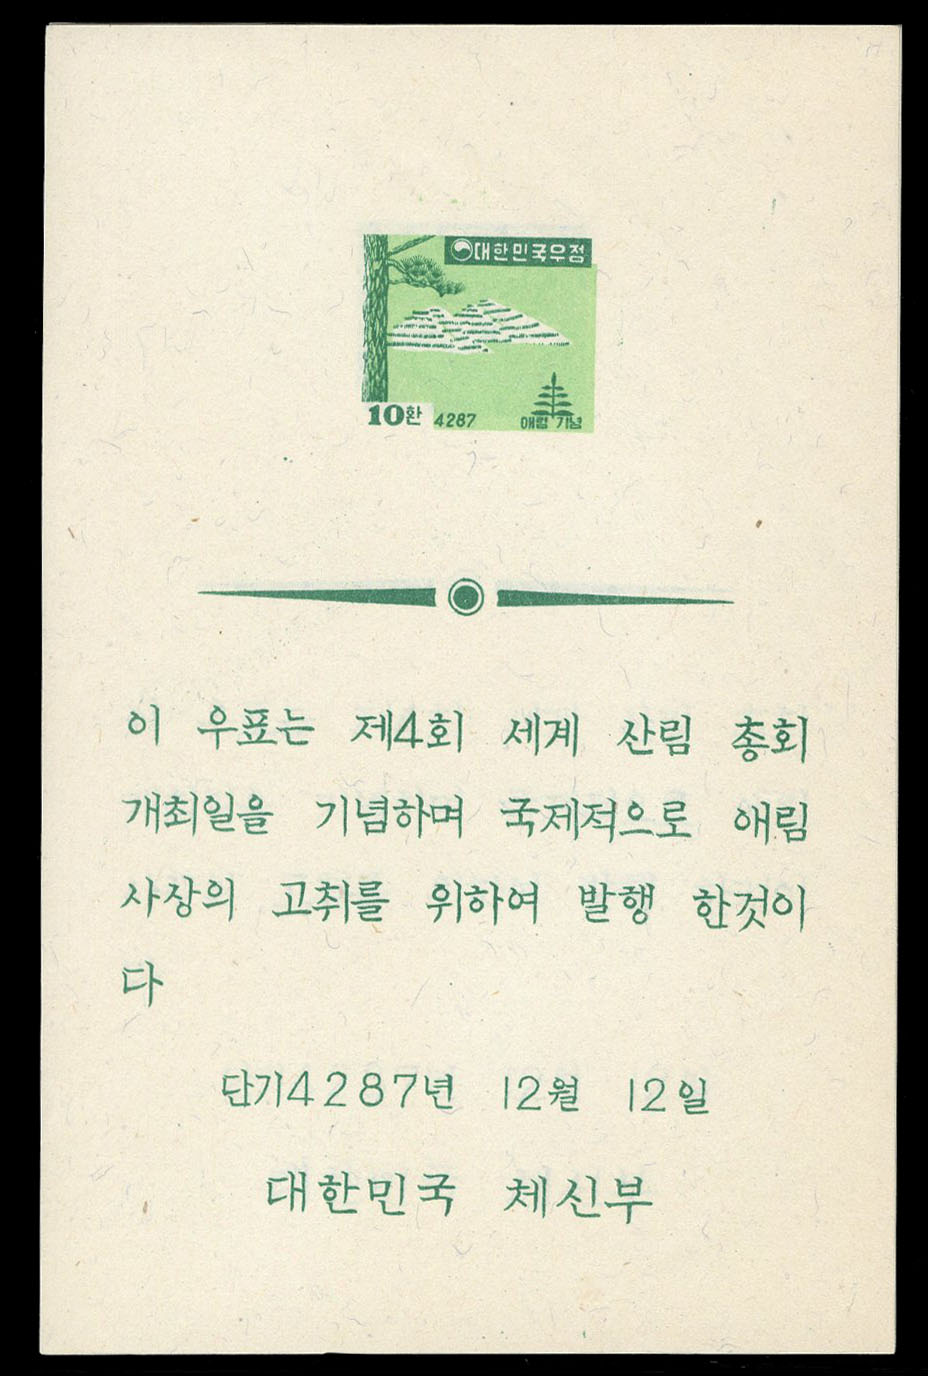 대한민국우정
10환 4287 애림 기념
이 우표는 제4회 세계 산림 총회
개최일을 기념하며 국제적으로 애림
사상의 고취를 위하여 발행 한것이
다
단기4287년 12월 12일
대한민국 체신부